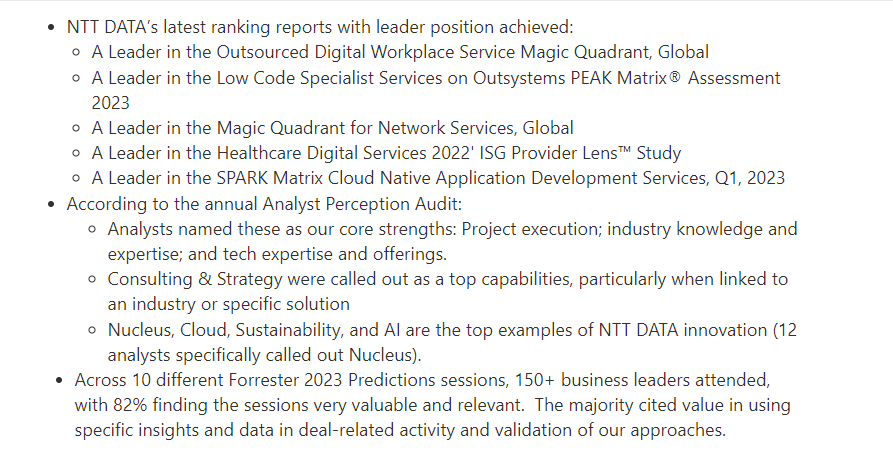 • NTT DATA's latest ranking reports with leader position achieved:
○ A Leader in the Outsourced Digital Workplace Service Magic Quadrant, Global
○ A Leader in the Low Code Specialist Services on Outsystems PEAK Matrix® Assessment
2023
○ A Leader in the Magic Quadrant for Network Services, Global
○ A Leader in the Healthcare Digital Services 2022' ISG Provider Lens™ Study
○ A Leader in the SPARK Matrix Cloud Native Application Development Services, Q1, 2023
• According to the annual Analyst Perception Audit:
○ Analysts named these as our core strengths: Project execution; industry knowledge and
expertise; and tech expertise and offerings.
○ Consulting & Strategy were called out as a top capabilities, particularly when linked to
an industry or specific solution
○ Nucleus, Cloud, Sustainability, and AI are the top examples of NTT DATA innovation (12
analysts specifically called out Nucleus).
• Across 10 different Forrester 2023 Predictions sessions, 150+ business leaders attended,
with 82% finding the sessions very valuable and relevant.  The majority cited value in using
specific insights and data in deal-related activity and validation of our approaches.